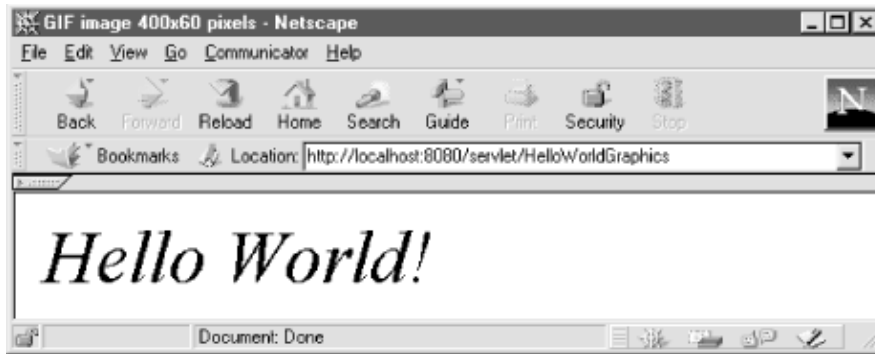 GIF image 400x60 pixels - Netscape
File Edit View Go Communicator Help
Back Forward Reload Home Search Guide Print Security Stop
N
Bookmarks Location: http://localhost:8080/servlet/HelloWorldGraphics
Hello World!
Document: Done